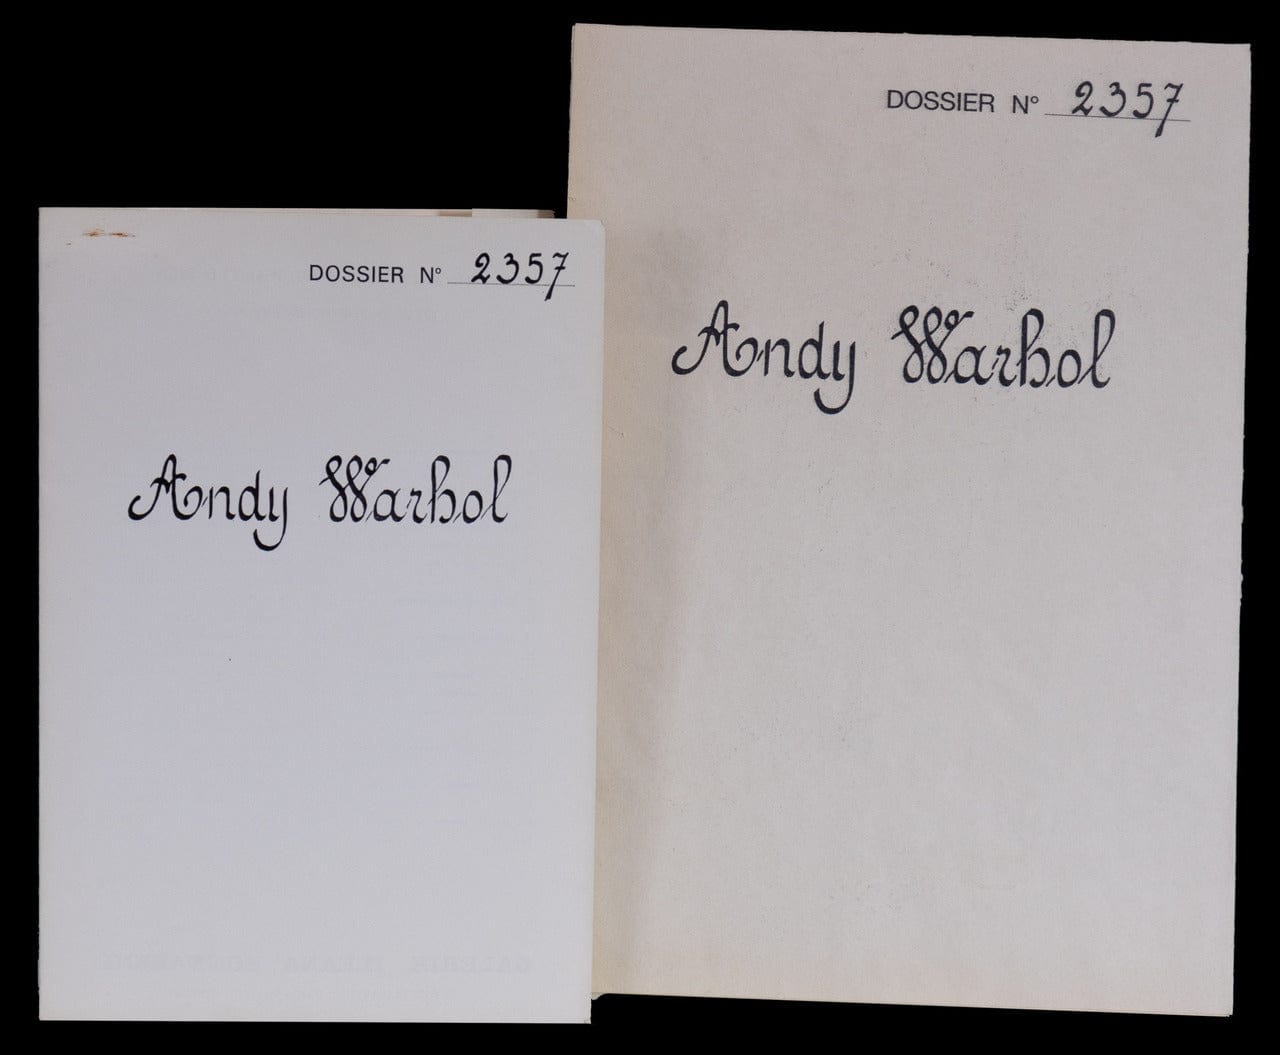 DOSSIER N° 2357
Andy Warhol
DOSSIER N° 2357
Andy Warhol